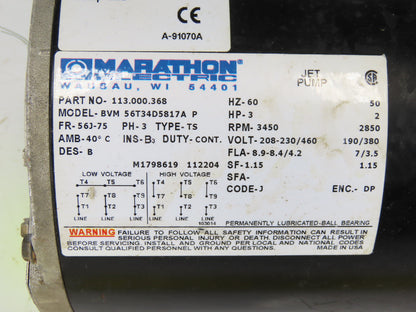 CE
A-91070A
MARATHON
ELECTRIC
WAUSAU, WI 54401
JET
PUMP
PART NO- 113.000.368
HZ-60 50
MODEL- BVM 56T34D5817A P
HP-3 2
FR-56J-75 PH-3 TYPE-TS
RPM-3450 2850
AMB-40°C INS-B3 DUTY-CONT.
VOLT-208-230/460 190/380
DES-B
FLA-8.9-8.4/4.2 7/3.5
M1798619 112204
SF-1.15 1.15
SFA-
CODE-J ENC.- DP
LOW VOLTAGE HIGH VOLTAGE
T4 T5 T6 T4 T5 T6
T7 T8 T9 T7 T8 T9
T1 T2 T3 T1 T2 T3
LINE LINE LINE LINE LINE LINE
PERMANENTLY LUBRICATED-BALL BEARING
WARNING FAILURE TO FOLLOW ALL SAFETY INFORMATION CAN RESULT IN
SERIOUS PERSONAL INJURY OR DEATH. DISCONNECT ALL POWER
BEFORE SERVICING, INSTALL AND GROUND PER LOCAL AND NATIONAL CODES
CONSULT QUALIFIED PERSONNEL WITH INQUIRIES. MADE IN USA